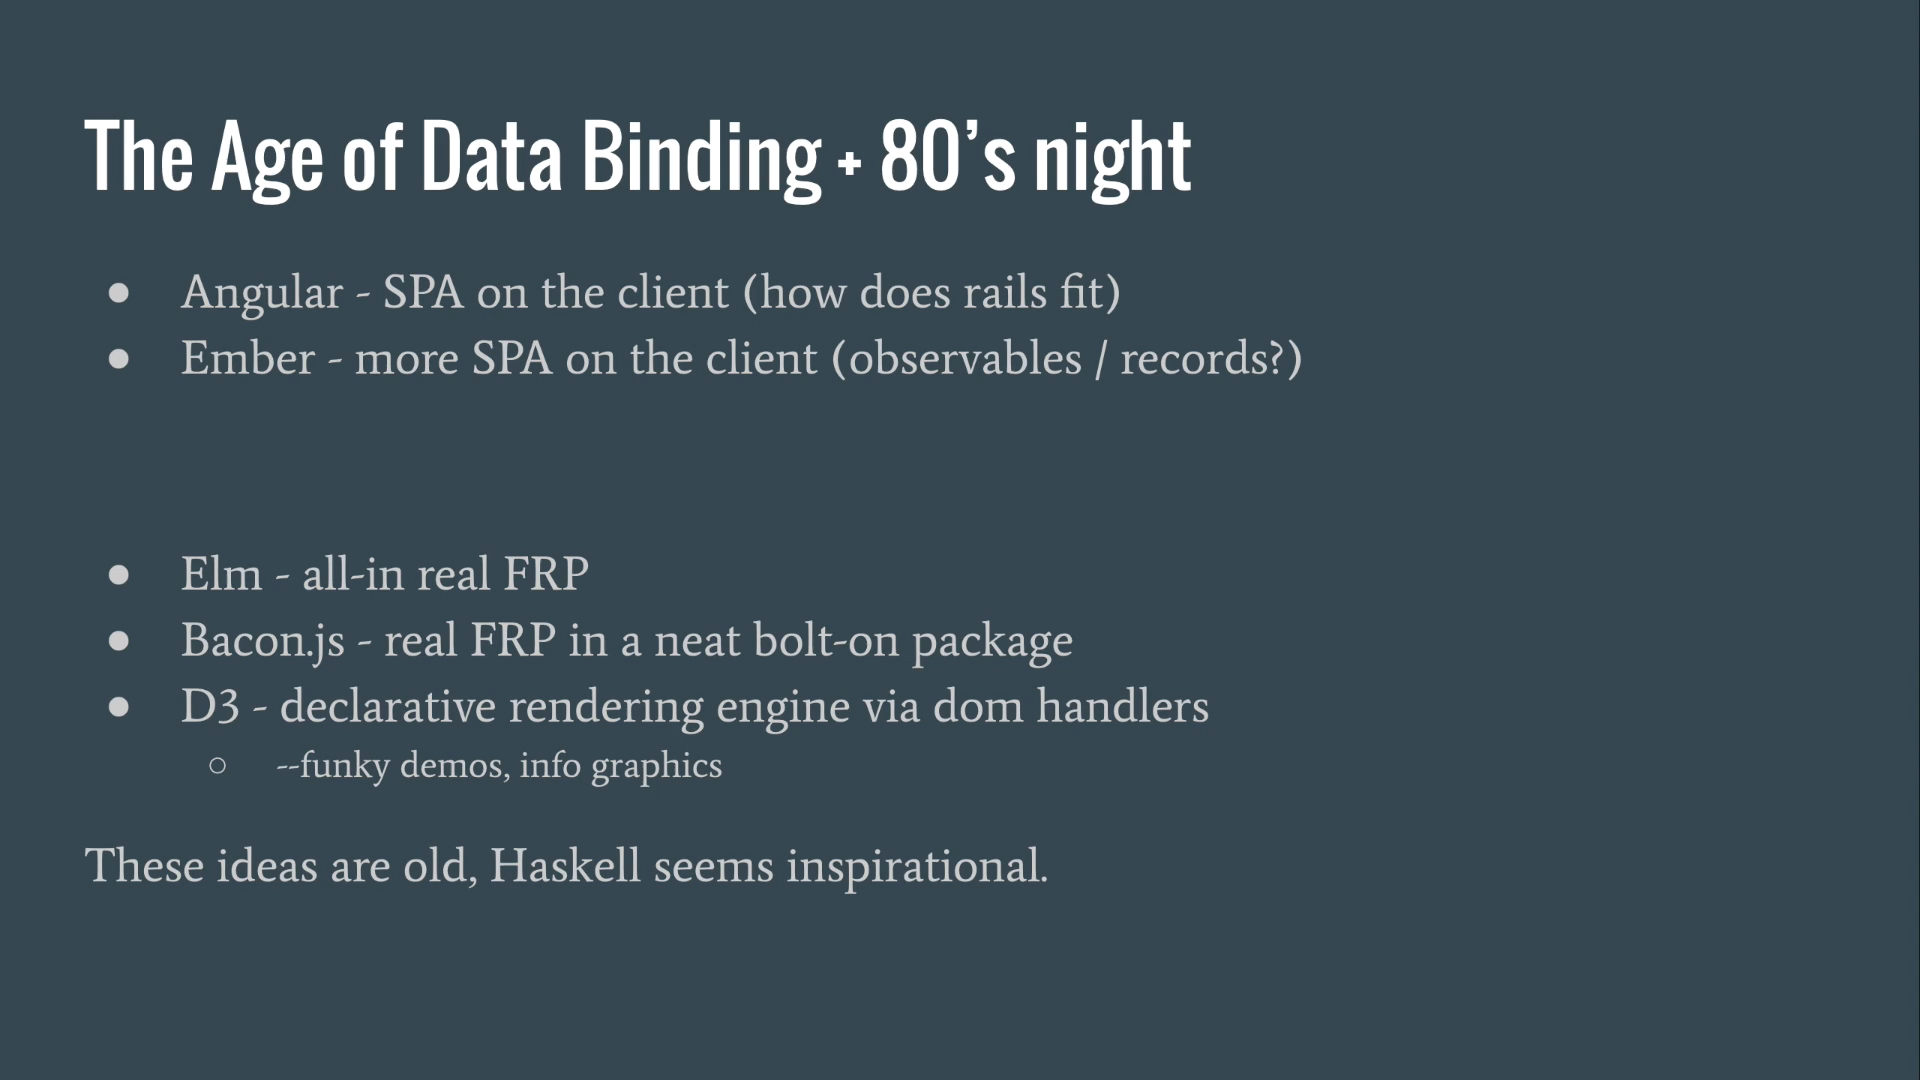 The Age of Data Binding + 80’s night
● Angular - SPA on the client (how does rails fit)
● Ember - more SPA on the client (observables / records?)
● Elm - all-in real FRP
● Bacon.js - real FRP in a neat bolt-on package
● D3 - declarative rendering engine via dom handlers
○ --funky demos, info graphics
These ideas are old, Haskell seems inspirational.